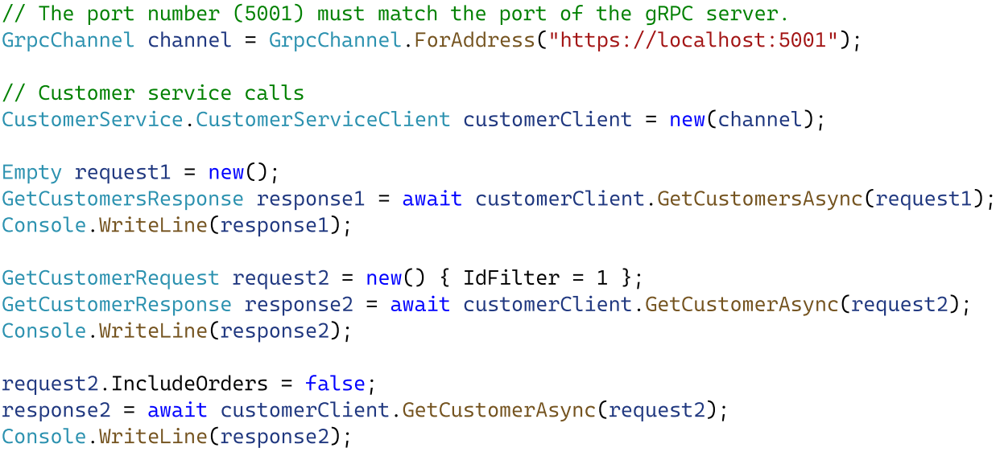 // The port number (5001) must match the port of the gRPC server.
GrpcChannel channel = GrpcChannel.ForAddress("https://localhost:5001");
// Customer service calls
CustomerService.CustomerServiceClient customerClient = new(channel);
Empty request1 = new();
GetCustomersResponse response1 = await customerClient.GetCustomersAsync(request1);
Console.WriteLine(response1);
GetCustomerRequest request2 = new() { IdFilter = 1 };
GetCustomerResponse response2 = await customerClient.GetCustomerAsync(request2);
Console.WriteLine(response2);
request2.IncludeOrders = false;
response2 = await customerClient.GetCustomerAsync(request2);
Console.WriteLine(response2);